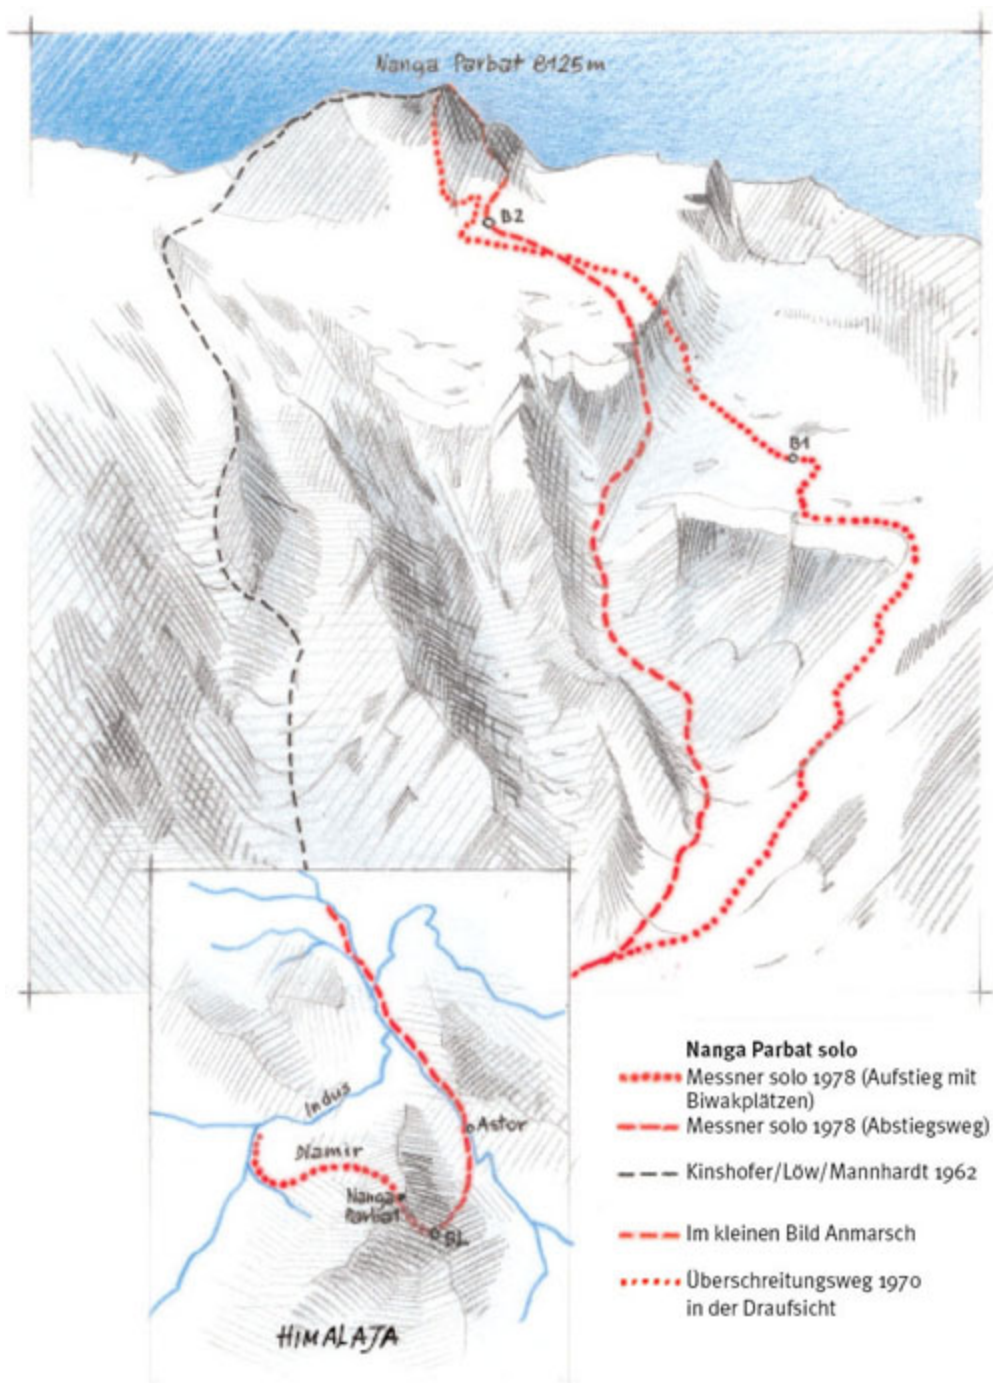 Nanga Parbat 8125m
B2
B1
Indus
Astor
Diamir
Nanga
Parbat
BL
HIMALAJA
Nanga Parbat solo
Messner solo 1978 (Aufstieg mit
Biwakplätzen)
Messner solo 1978 (Abstiegsweg)
Kinshofer/Löw/Mannhardt 1962
Im kleinen Bild Anmarsch
Überschreitungsweg 1970
in der Draufsicht